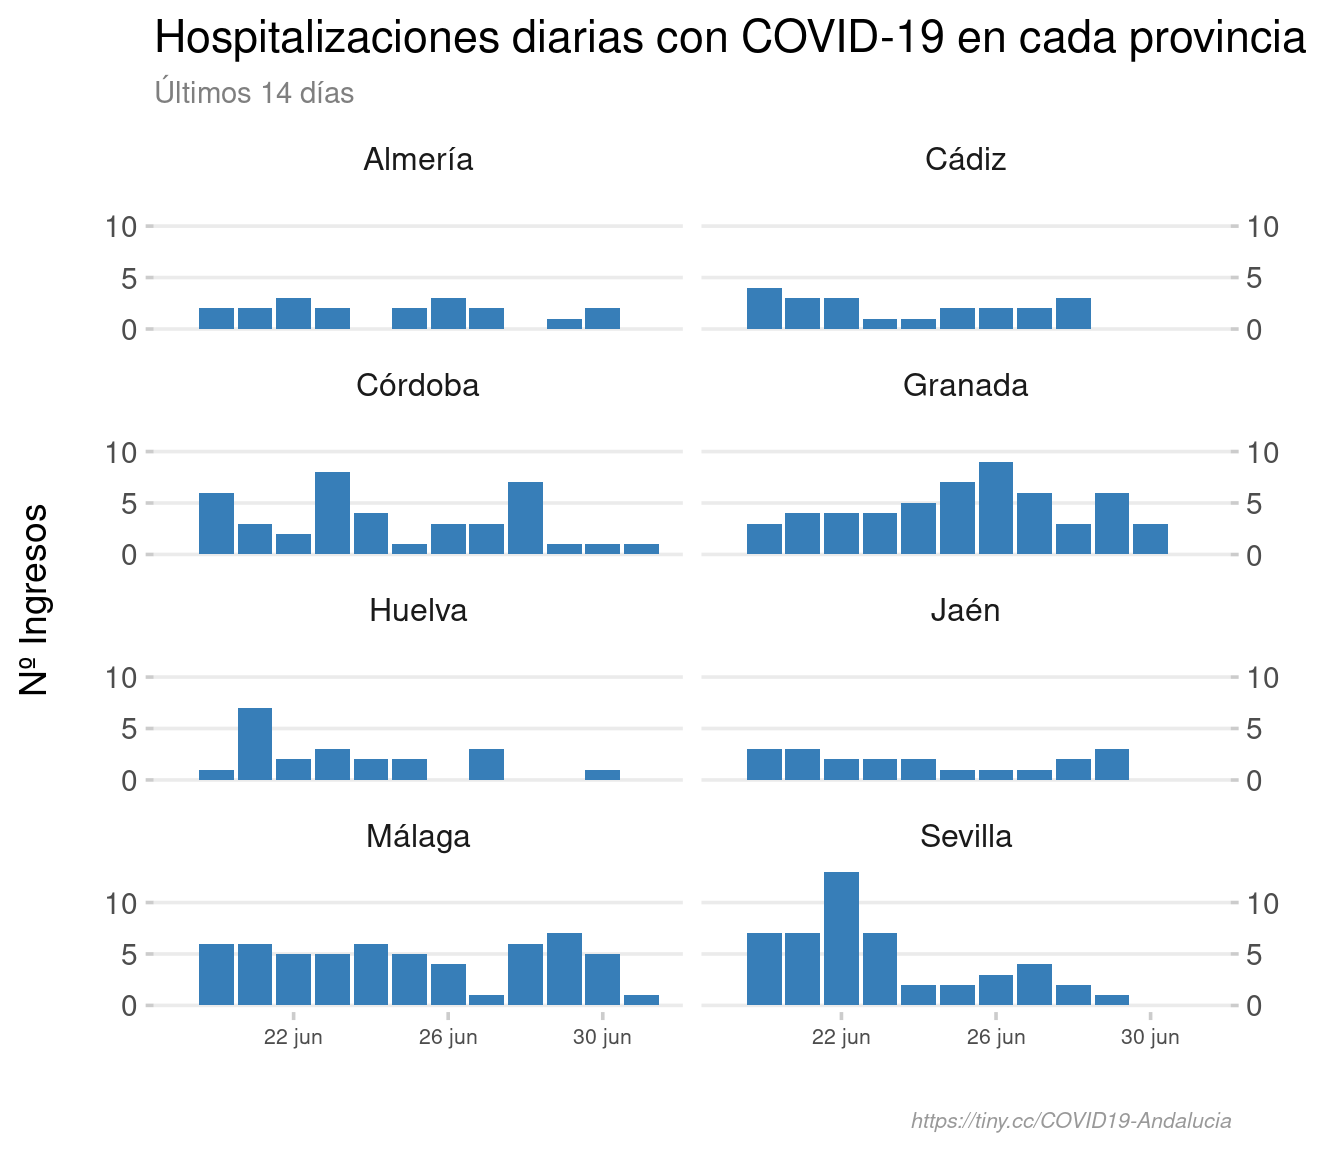 Hospitalizaciones diarias con COVID-19 en cada provincia
Últimos 14 días
Almería
Cádiz
10
5
0
10
5
0
Córdoba
Granada
10
5
0
10
5
0
Nº Ingresos
Huelva
Jaén
10
5
0
10
5
0
Málaga
Sevilla
10
5
0
10
5
0
22 jun 26 jun 30 jun
22 jun 26 jun 30 jun
https://tiny.cc/COVID19-Andalucia